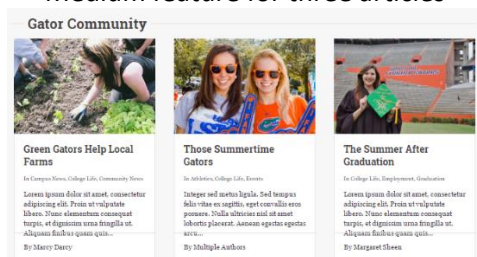 Medium feature for three articles
Gator Community
Green Gators Help Local
Farms
In Campus News, College Life, Community News
Lorem ipsum dolor sit amet, consectetur
adipiscing elit. Proin ut vulputate
libero. Nunc elementum consequat
turpis, et dignissim urna fringilla ut.
Aliquam finibus quam quis...
By Marcy Darcy
Those Summertime
Gators
In Athletics, College Life, Events
Integer sed metus ligula. Sed tempus
felis vitae ex sagittis, eget convallis eros
posuere. Nulla ultricies nisl sit amet
lobortis placerat. Aenean egestas egestas
arcu...
By Multiple Authors
The Summer After
Graduation
In College Life, Employment, Graduation
Lorem ipsum dolor sit amet, consectetur
adipiscing elit. Proin ut vulputate
libero. Nunc elementum consequat
turpis, et dignissim urna fringilla ut.
Aliquam finibus quam quis...
By Margaret Sheen